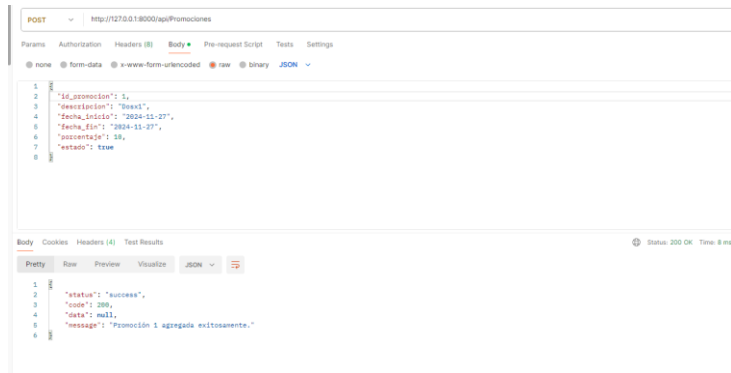 POST http://127.0.0.1:8000/api/Promociones
Params Authorization Headers (8) Body Pre-request Script Tests Settings
none form-data x-www-form-urlencoded raw binary JSON
1 {
2 "id_promocion": 1,
3 "descripcion": "Dosx1",
4 "fecha_inicio": "2024-11-27",
5 "fecha_fin": "2024-11-27",
6 "porcentaje": 10,
7 "estado": true
8 }
Body Cookies Headers (4) Test Results Status: 200 OK Time: 8 ms
Pretty Raw Preview Visualize JSON
1 {
2 "status": "success",
3 "code": 200,
4 "data": null,
5 "message": "Promoción 1 agregada exitosamente."
6 }